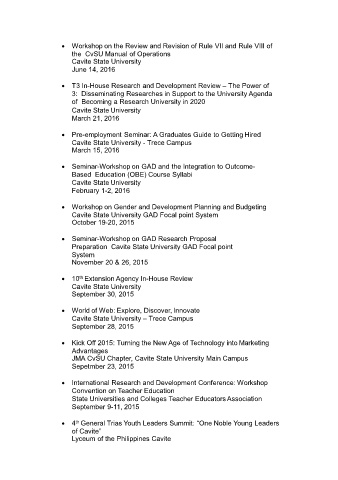 • Workshop on the Review and Revision of Rule VII and Rule VIII of
the CvSU Manual of Operations
Cavite State University
June 14, 2016
• T3 In-House Research and Development Review – The Power of
3: Disseminating Researches in Support to the University Agenda
of Becoming a Research University in 2020
Cavite State University
March 21, 2016
• Pre-employment Seminar: A Graduates Guide to Getting Hired
Cavite State University - Trece Campus
March 15, 2016
• Seminar-Workshop on GAD and the Integration to Outcome-
Based Education (OBE) Course Syllabi
Cavite State University
February 1-2, 2016
• Workshop on Gender and Development Planning and Budgeting
Cavite State University GAD Focal point System
October 19-20, 2015
• Seminar-Workshop on GAD Research Proposal
Preparation Cavite State University GAD Focal point
System
November 20 & 26, 2015
• 10th Extension Agency In-House Review
Cavite State University
September 30, 2015
• World of Web: Explore, Discover, Innovate
Cavite State University – Trece Campus
September 28, 2015
• Kick Off 2015: Turning the New Age of Technology into Marketing
Advantages
JMA CvSU Chapter, Cavite State University Main Campus
Sepetmber 23, 2015
• International Research and Development Conference: Workshop
Convention on Teacher Education
State Universities and Colleges Teacher Educators Association
September 9-11, 2015
• 4th General Trias Youth Leaders Summit: “One Noble Young Leaders
of Cavite”
Lyceum of the Philippines Cavite